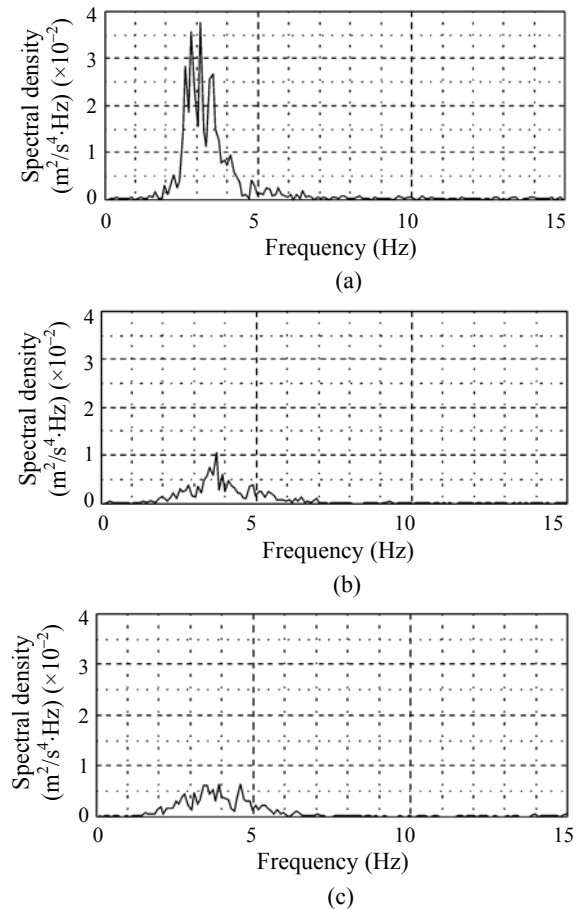 Spectral density
(m²/s⁴·Hz) (×10⁻²)
4
3
2
1
0
0 5 10 15
Frequency (Hz)
(a)
Spectral density
(m²/s⁴·Hz) (×10⁻²)
4
3
2
1
0
0 5 10 15
Frequency (Hz)
(b)
Spectral density
(m²/s⁴·Hz) (×10⁻²)
4
3
2
1
0
0 5 10 15
Frequency (Hz)
(c)